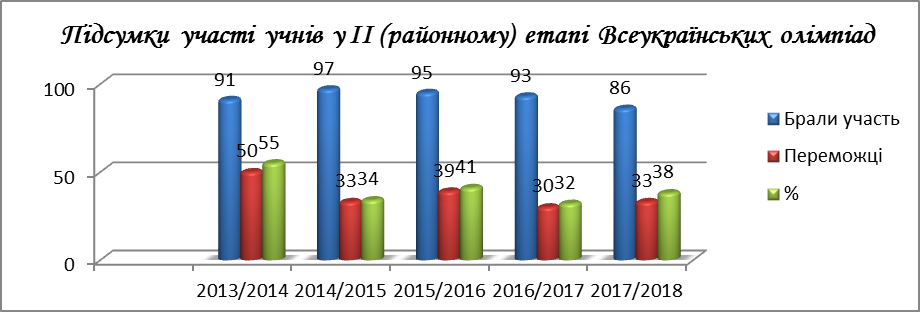 Підсумки участі учнів у ІІ (районному) етапі Всеукраїнських олімпіад
91 97 95 93 86
100
50 55 33 34 39 41 30 32 33 38
50
0
2013/2014 2014/2015 2015/2016 2016/2017 2017/2018
Брали участь
Переможці
%